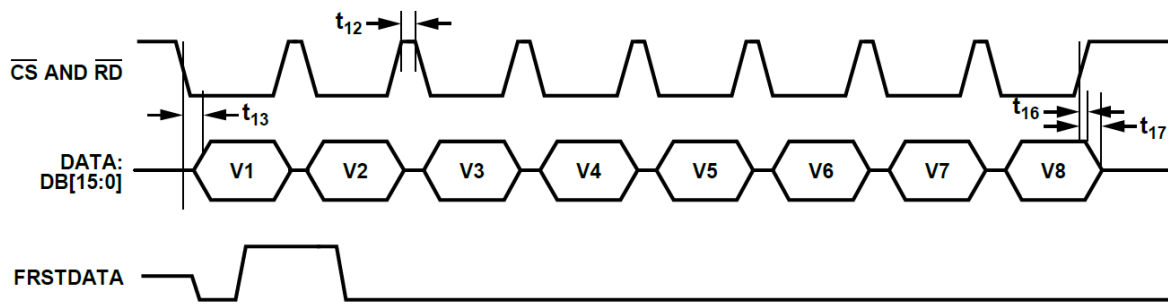 t12
CS AND RD
t13
t16
t17
DATA:
DB[15:0]
V1 V2 V3 V4 V5 V6 V7 V8
FRSTDATA